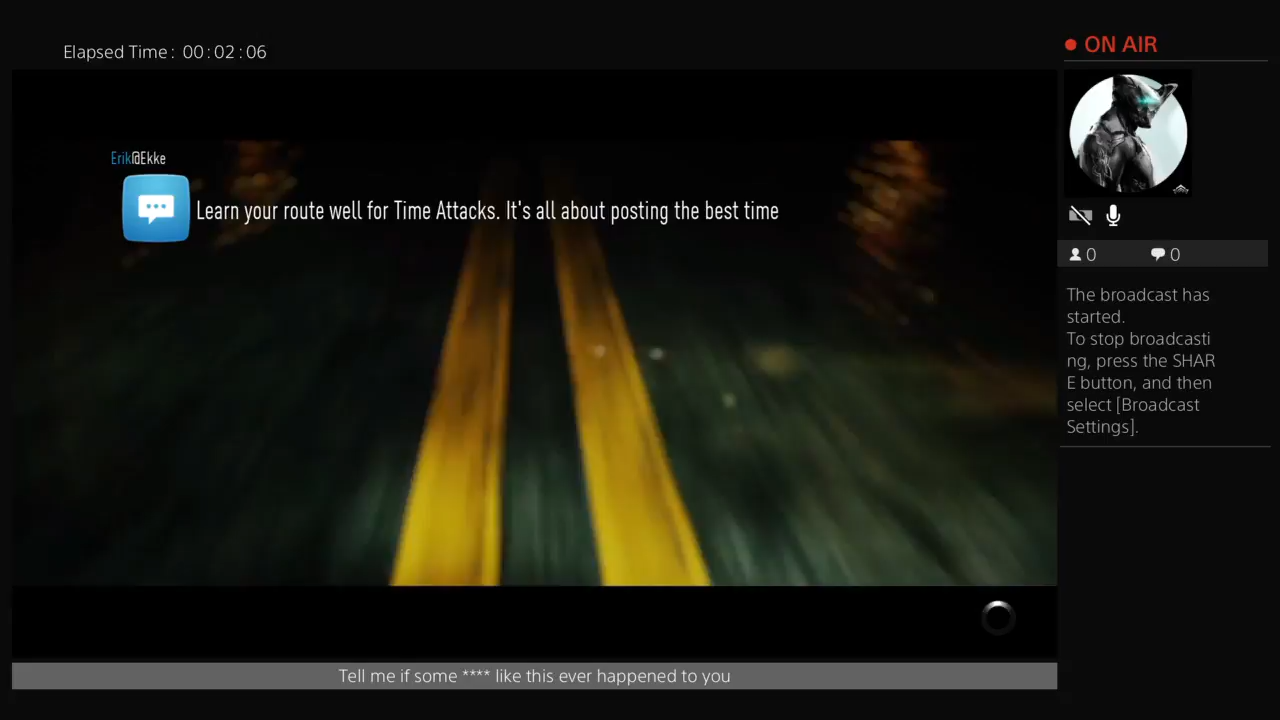 Elapsed Time: 00:02:06
ON AIR
Erik@Ekke
Learn your route well for Time Attacks. It's all about posting the best time
0 0
The broadcast has
started.
To stop broadcasti
ng, press the SHAR
E button, and then
select [Broadcast
Settings].
Tell me if some **** like this ever happened to you